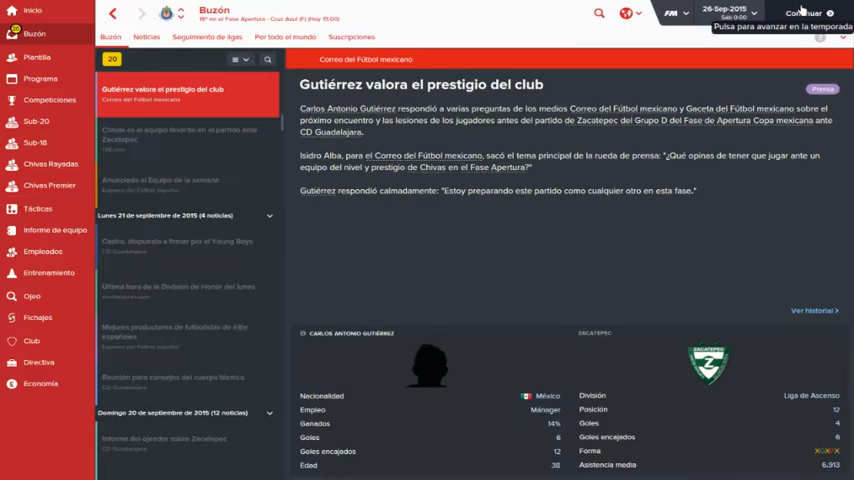 Inicio
Buzón
18º en el Fase Apertura - Cruz Azul (F) (Hoy 15:00)
FM
26-Sep-2015
Sáb 0:00
Continuar
Pulsa para avanzar en la temporada
Buzón
Buzón
Noticias
Seguimiento de ligas
Por todo el mundo
Suscripciones
Plantilla
Programa
Competiciones
Sub-20
Sub-18
Chivas Rayadas
Chivas Premier
Tácticas
Informe de equipo
Empleados
Entrenamiento
Ojeo
Fichajes
Club
Directiva
Economía
20
Gutiérrez valora el prestigio del club
Correo del Fútbol mexicano
Chivas es el equipo favorito en el partido ante
Zacatepec
Anunciado el Equipo de la semana
Lunes 21 de septiembre de 2015 (4 noticias)
Castro, dispuesto a firmar por el Young Boys
CD Guadalajara
Última hora de la Division de Honor del lunes
Mejores productores de futbolistas de élite
españoles
Reunión para consejos del cuerpo técnico
CD Guadalajara
Domingo 20 de septiembre de 2015 (12 noticias)
Informe del ojeador sobre Zacatepec
CD Guadalajara
Correo del Fútbol mexicano
Gutiérrez valora el prestigio del club
Prensa
Carlos Antonio Gutiérrez respondió a varias preguntas de los medios Correo del Fútbol mexicano y Gaceta del Fútbol mexicano sobre el
próximo encuentro y las lesiones de los jugadores antes del partido de Zacatepec del Grupo D del Fase de Apertura Copa mexicana ante
CD Guadalajara.
Isidro Alba, para el Correo del Fútbol mexicano, sacó el tema principal de la rueda de prensa: "¿Qué opinas de tener que jugar ante un
equipo del nivel y prestigio de Chivas en el Fase Apertura?"
Gutiérrez respondió calmadamente: "Estoy preparando este partido como cualquier otro en esta fase."
Ver historial >
CARLOS ANTONIO GUTIÉRREZ
Nacionalidad México
Empleo Mánager
Ganados 14%
Goles 6
Goles encajados 12
Edad 38
ZACATEPEC
ZACATEPEC
División Liga de Ascenso
Posición 12
Goles 4
Goles encajados 6
Forma
Asistencia media 6.913